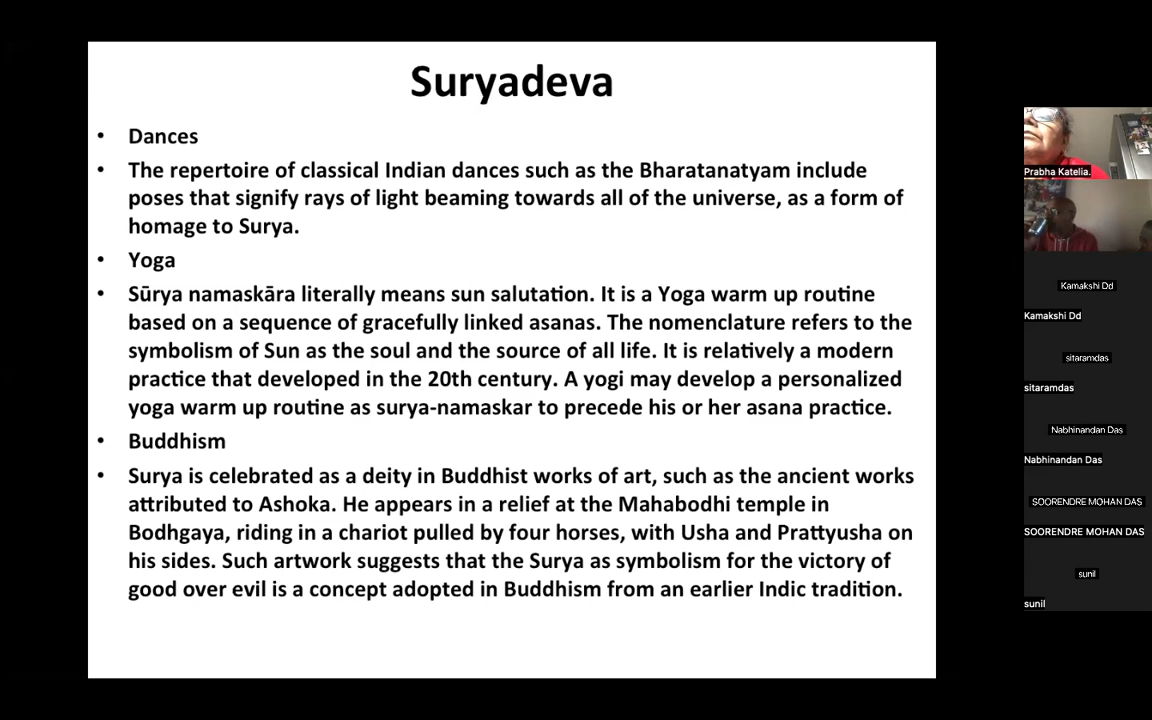 Suryadeva
• Dances
• The repertoire of classical Indian dances such as the Bharatanatyam include
poses that signify rays of light beaming towards all of the universe, as a form of
homage to Surya.
• Yoga
• Sūrya namaskāra literally means sun salutation. It is a Yoga warm up routine
based on a sequence of gracefully linked asanas. The nomenclature refers to the
symbolism of Sun as the soul and the source of all life. It is relatively a modern
practice that developed in the 20th century. A yogi may develop a personalized
yoga warm up routine as surya-namaskar to precede his or her asana practice.
• Buddhism
• Surya is celebrated as a deity in Buddhist works of art, such as the ancient works
attributed to Ashoka. He appears in a relief at the Mahabodhi temple in
Bodhgaya, riding in a chariot pulled by four horses, with Usha and Prattyusha on
his sides. Such artwork suggests that the Surya as symbolism for the victory of
good over evil is a concept adopted in Buddhism from an earlier Indic tradition.
Prabha Katelia.
Kamakshi Dd
Kamakshi Dd
sitaramdas
sitaramdas
Nabhinandan Das
Nabhinandan Das
SOORENDRE MOHAN DAS
SOORENDRE MOHAN DAS
sunil
sunil